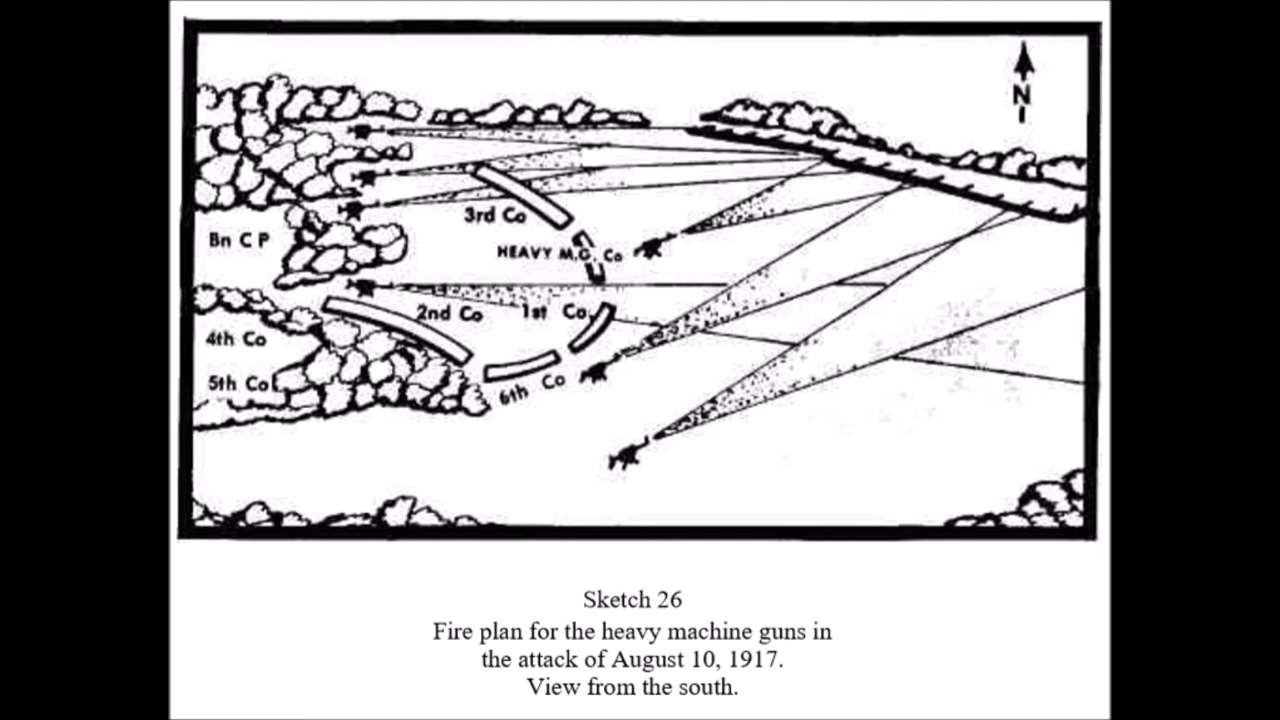 N
3rd Co
Bn C P
HEAVY M.G. Co
2nd Co
1st Co
4th Co
5th Co
6th Co
Sketch 26
Fire plan for the heavy machine guns in
the attack of August 10, 1917.
View from the south.